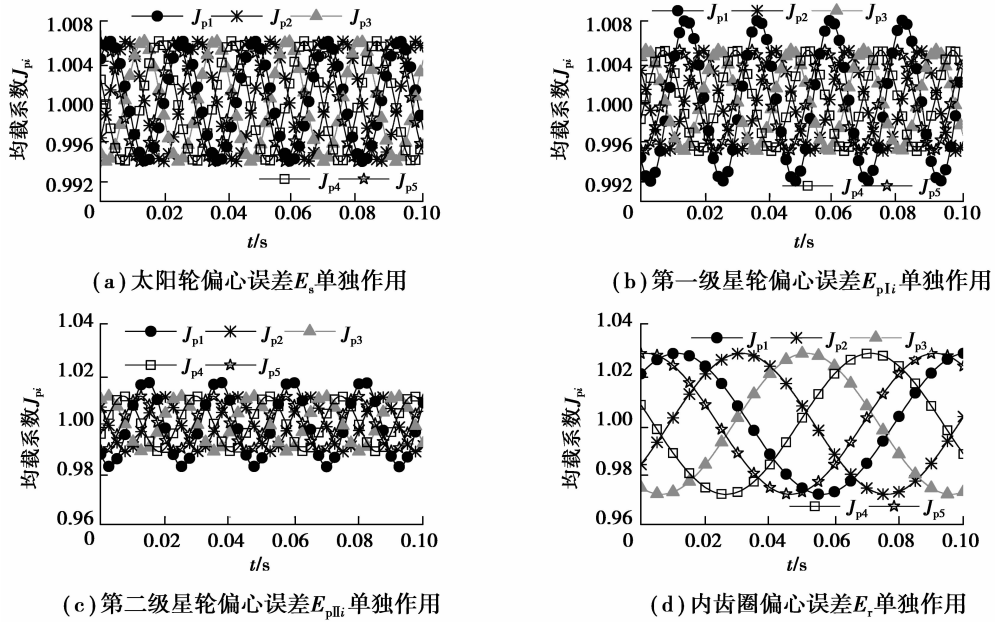 J_p1 J_p2 J_p3
1.008
1.004
1.000
0.996
0.992
均载系数J_pi
J_p4 J_p5
0 0.02 0.04 0.06 0.08 0.10
t/s
(a) 太阳轮偏心误差E_s单独作用
J_p1 J_p2 J_p3
1.008
1.004
1.000
0.996
0.992
均载系数J_pi
J_p4 J_p5
0 0.02 0.04 0.06 0.08 0.10
t/s
(b) 第一级星轮偏心误差E_pⅠi单独作用
1.04
J_p1 J_p2 J_p3
J_p4 J_p5
1.02
1.00
0.98
0.96
均载系数J_pi
0 0.02 0.04 0.06 0.08 0.10
t/s
(c) 第二级星轮偏心误差E_pⅡi单独作用
1.04
J_p1 J_p2 J_p3
1.02
1.00
0.98
0.96
均载系数J_pi
J_p4 J_p5
0 0.02 0.04 0.06 0.08 0.10
t/s
(d) 内齿圈偏心误差E_r单独作用